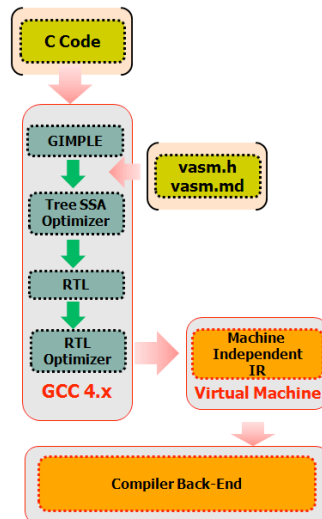 C Code
GIMPLE
vasm.h
vasm.md
Tree SSA
Optimizer
RTL
RTL
Optimizer
GCC 4.x
Machine
Independent
IR
Virtual Machine
Compiler Back-End